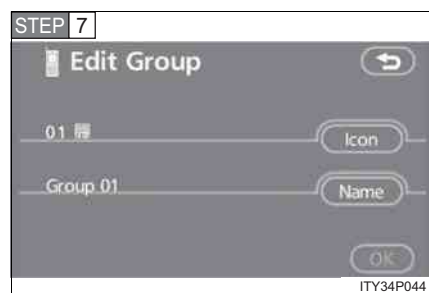 STEP 7
Edit Group
01
Icon
Group 01
Name
OK
ITY34P044